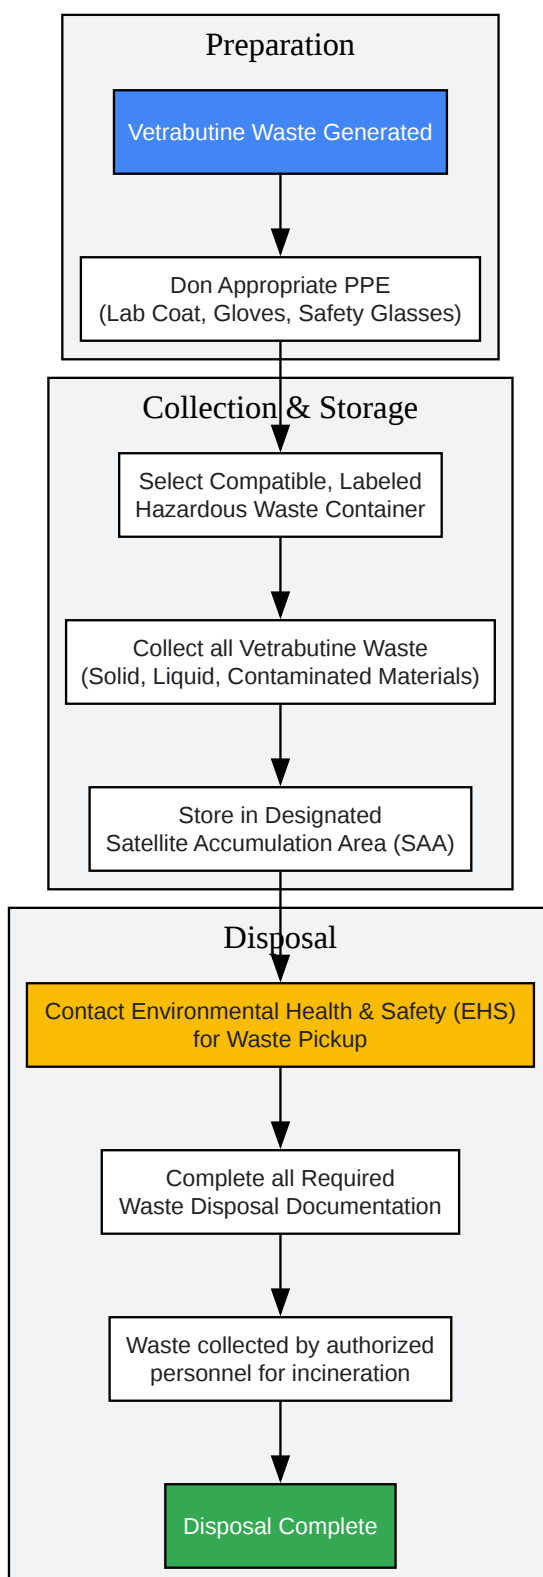 Preparation
Vetrabutine Waste Generated
Don Appropriate PPE
(Lab Coat, Gloves, Safety Glasses)
Collection & Storage
Select Compatible, Labeled
Hazardous Waste Container
Collect all Vetrabutine Waste
(Solid, Liquid, Contaminated Materials)
Store in Designated
Satellite Accumulation Area (SAA)
Disposal
Contact Environmental Health & Safety (EHS)
for Waste Pickup
Complete all Required
Waste Disposal Documentation
Waste collected by authorized
personnel for incineration
Disposal Complete